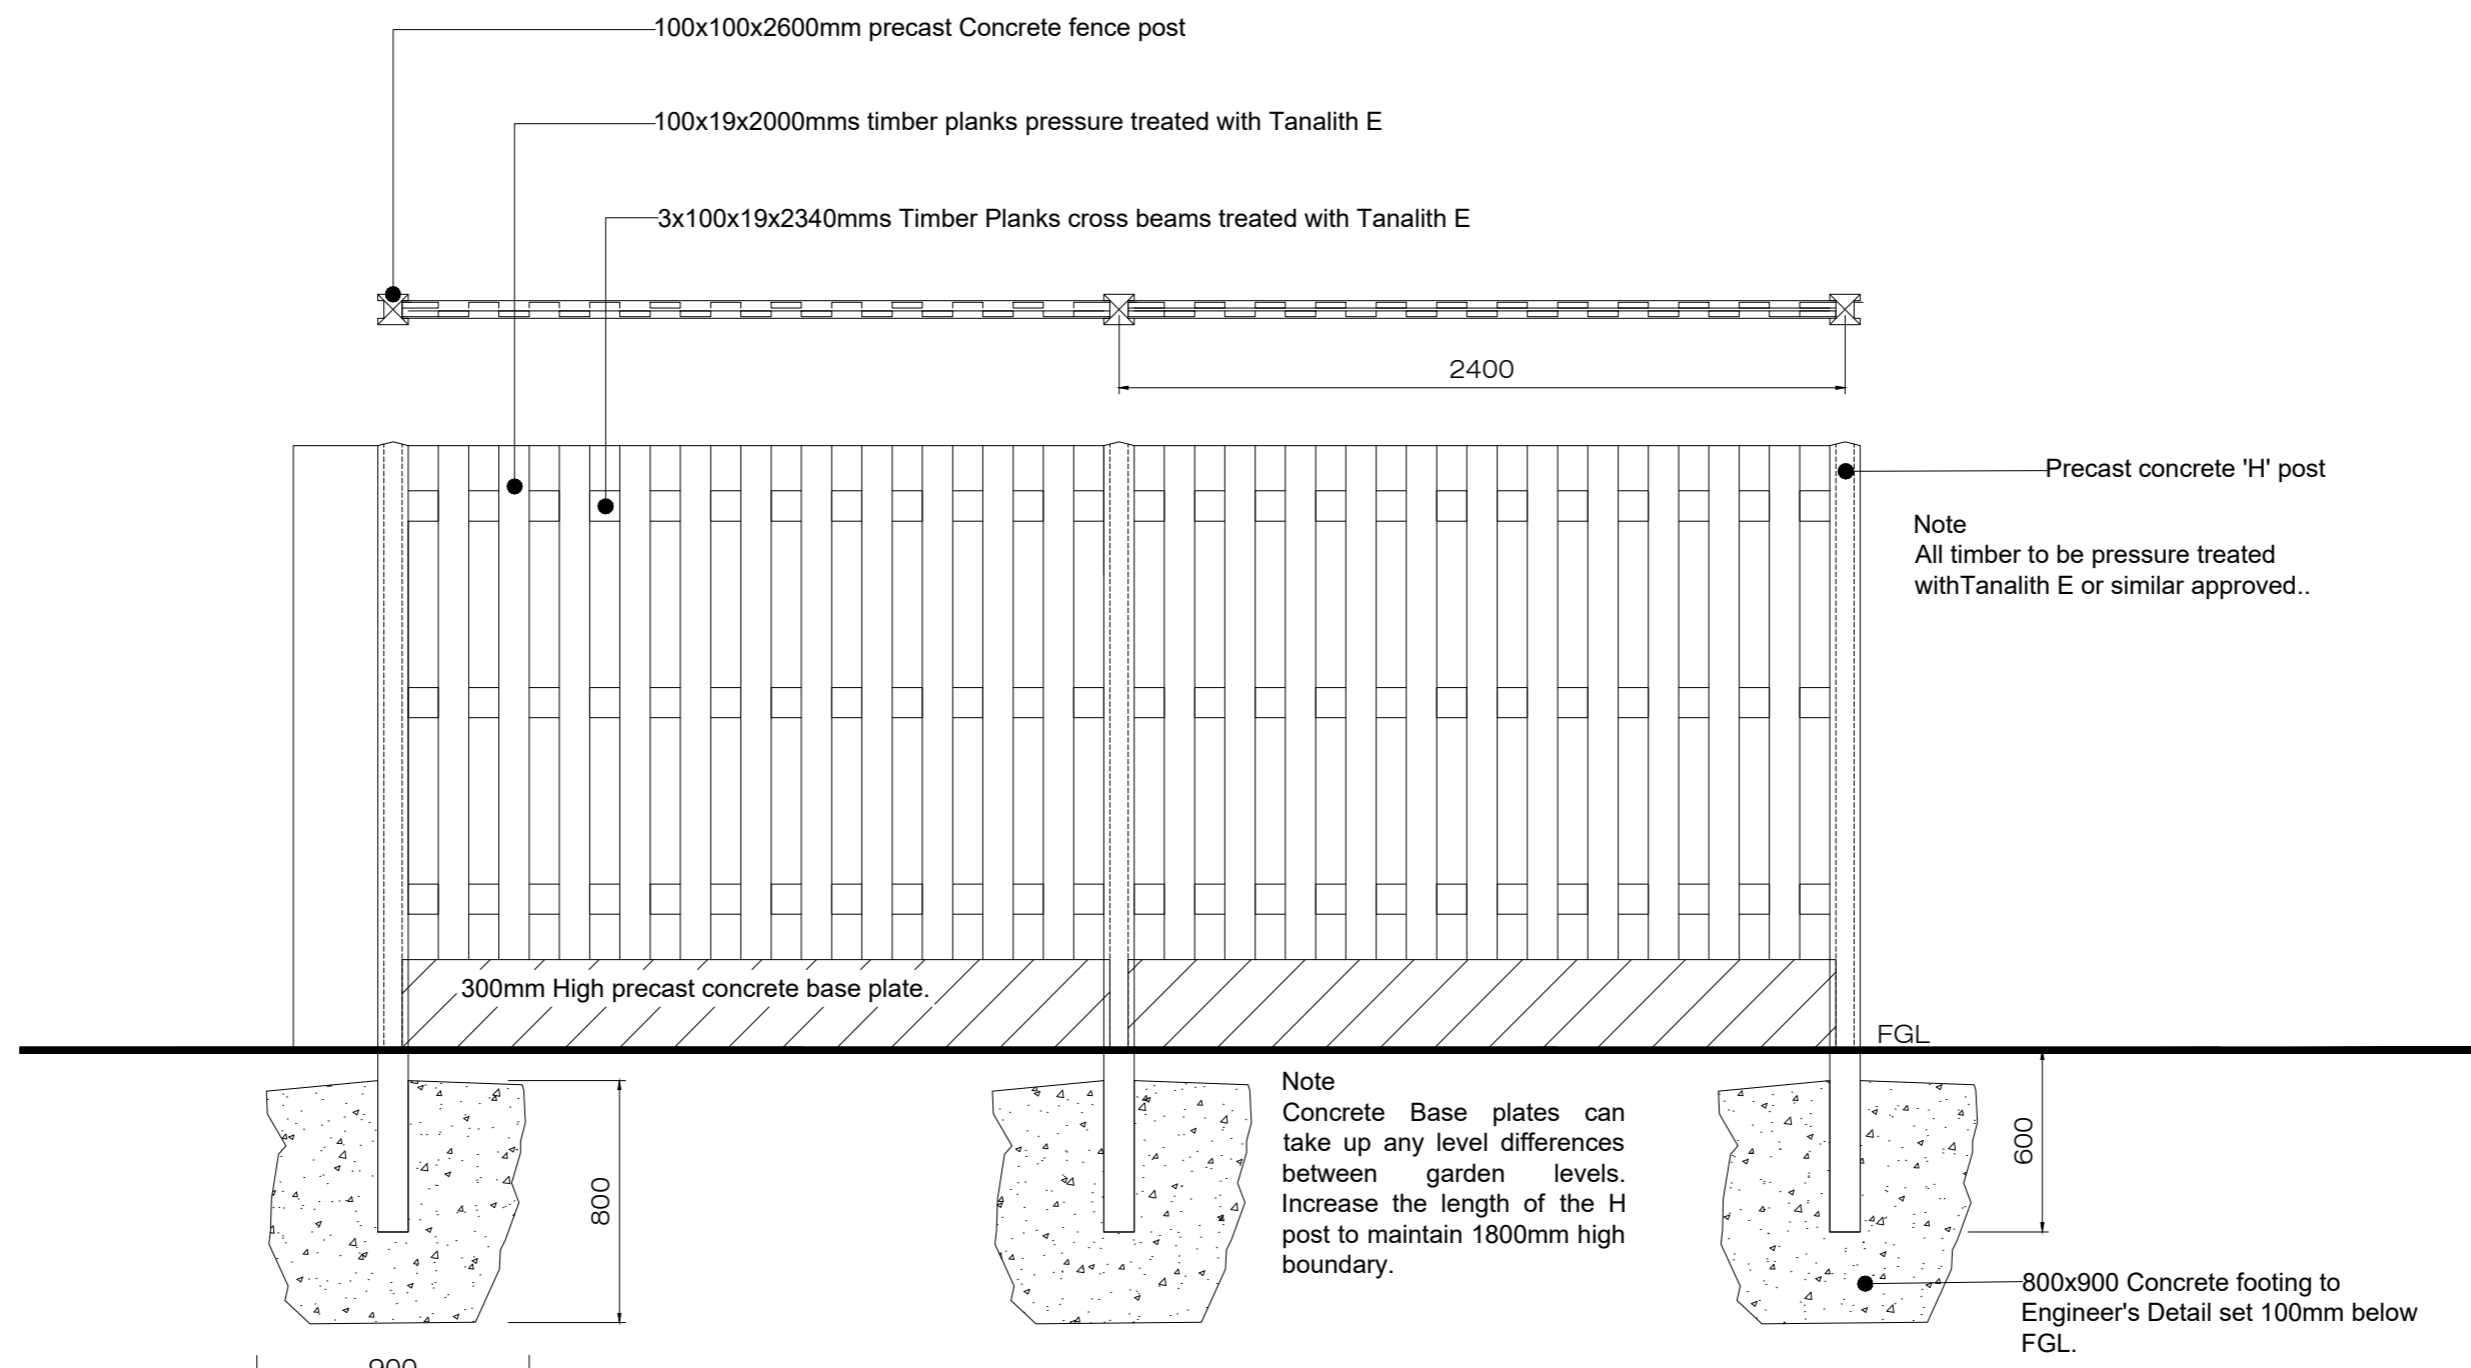 100x100x2600mm precast Concrete fence post
100x19x2000mms timber planks pressure treated with Tanalith E
3x100x19x2340mms Timber Planks cross beams treated with Tanalith E
2400
Precast concrete 'H' post
Note
All timber to be pressure treated
withTanalith E or similar approved..
300mm High precast concrete base plate.
FGL
Note
Concrete Base plates can
take up any level differences
between garden levels.
Increase the length of the H
post to maintain 1800mm high
boundary.
800
600
800x900 Concrete footing to
Engineer's Detail set 100mm below
FGL.
900